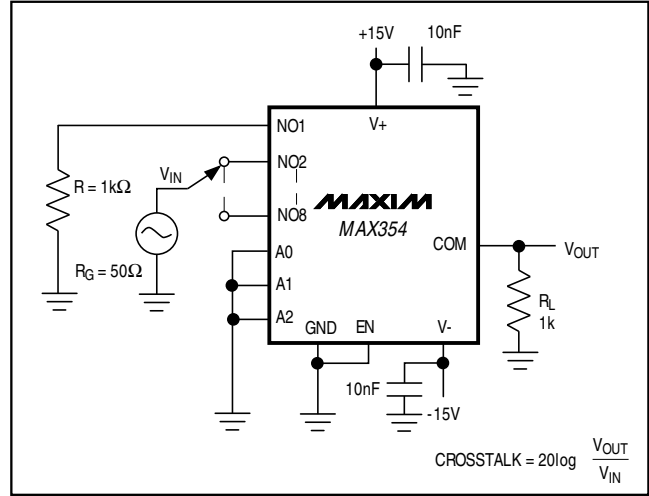 +15V
10nF
NO1
V+
NO2
VIN
R = 1kΩ
NO8
MAXIM
MAX354
A0
COM
VOUT
RG = 50Ω
A1
RL
1k
A2
GND
EN
V-
10nF
-15V
CROSSTALK = 20log VOUT
VIN